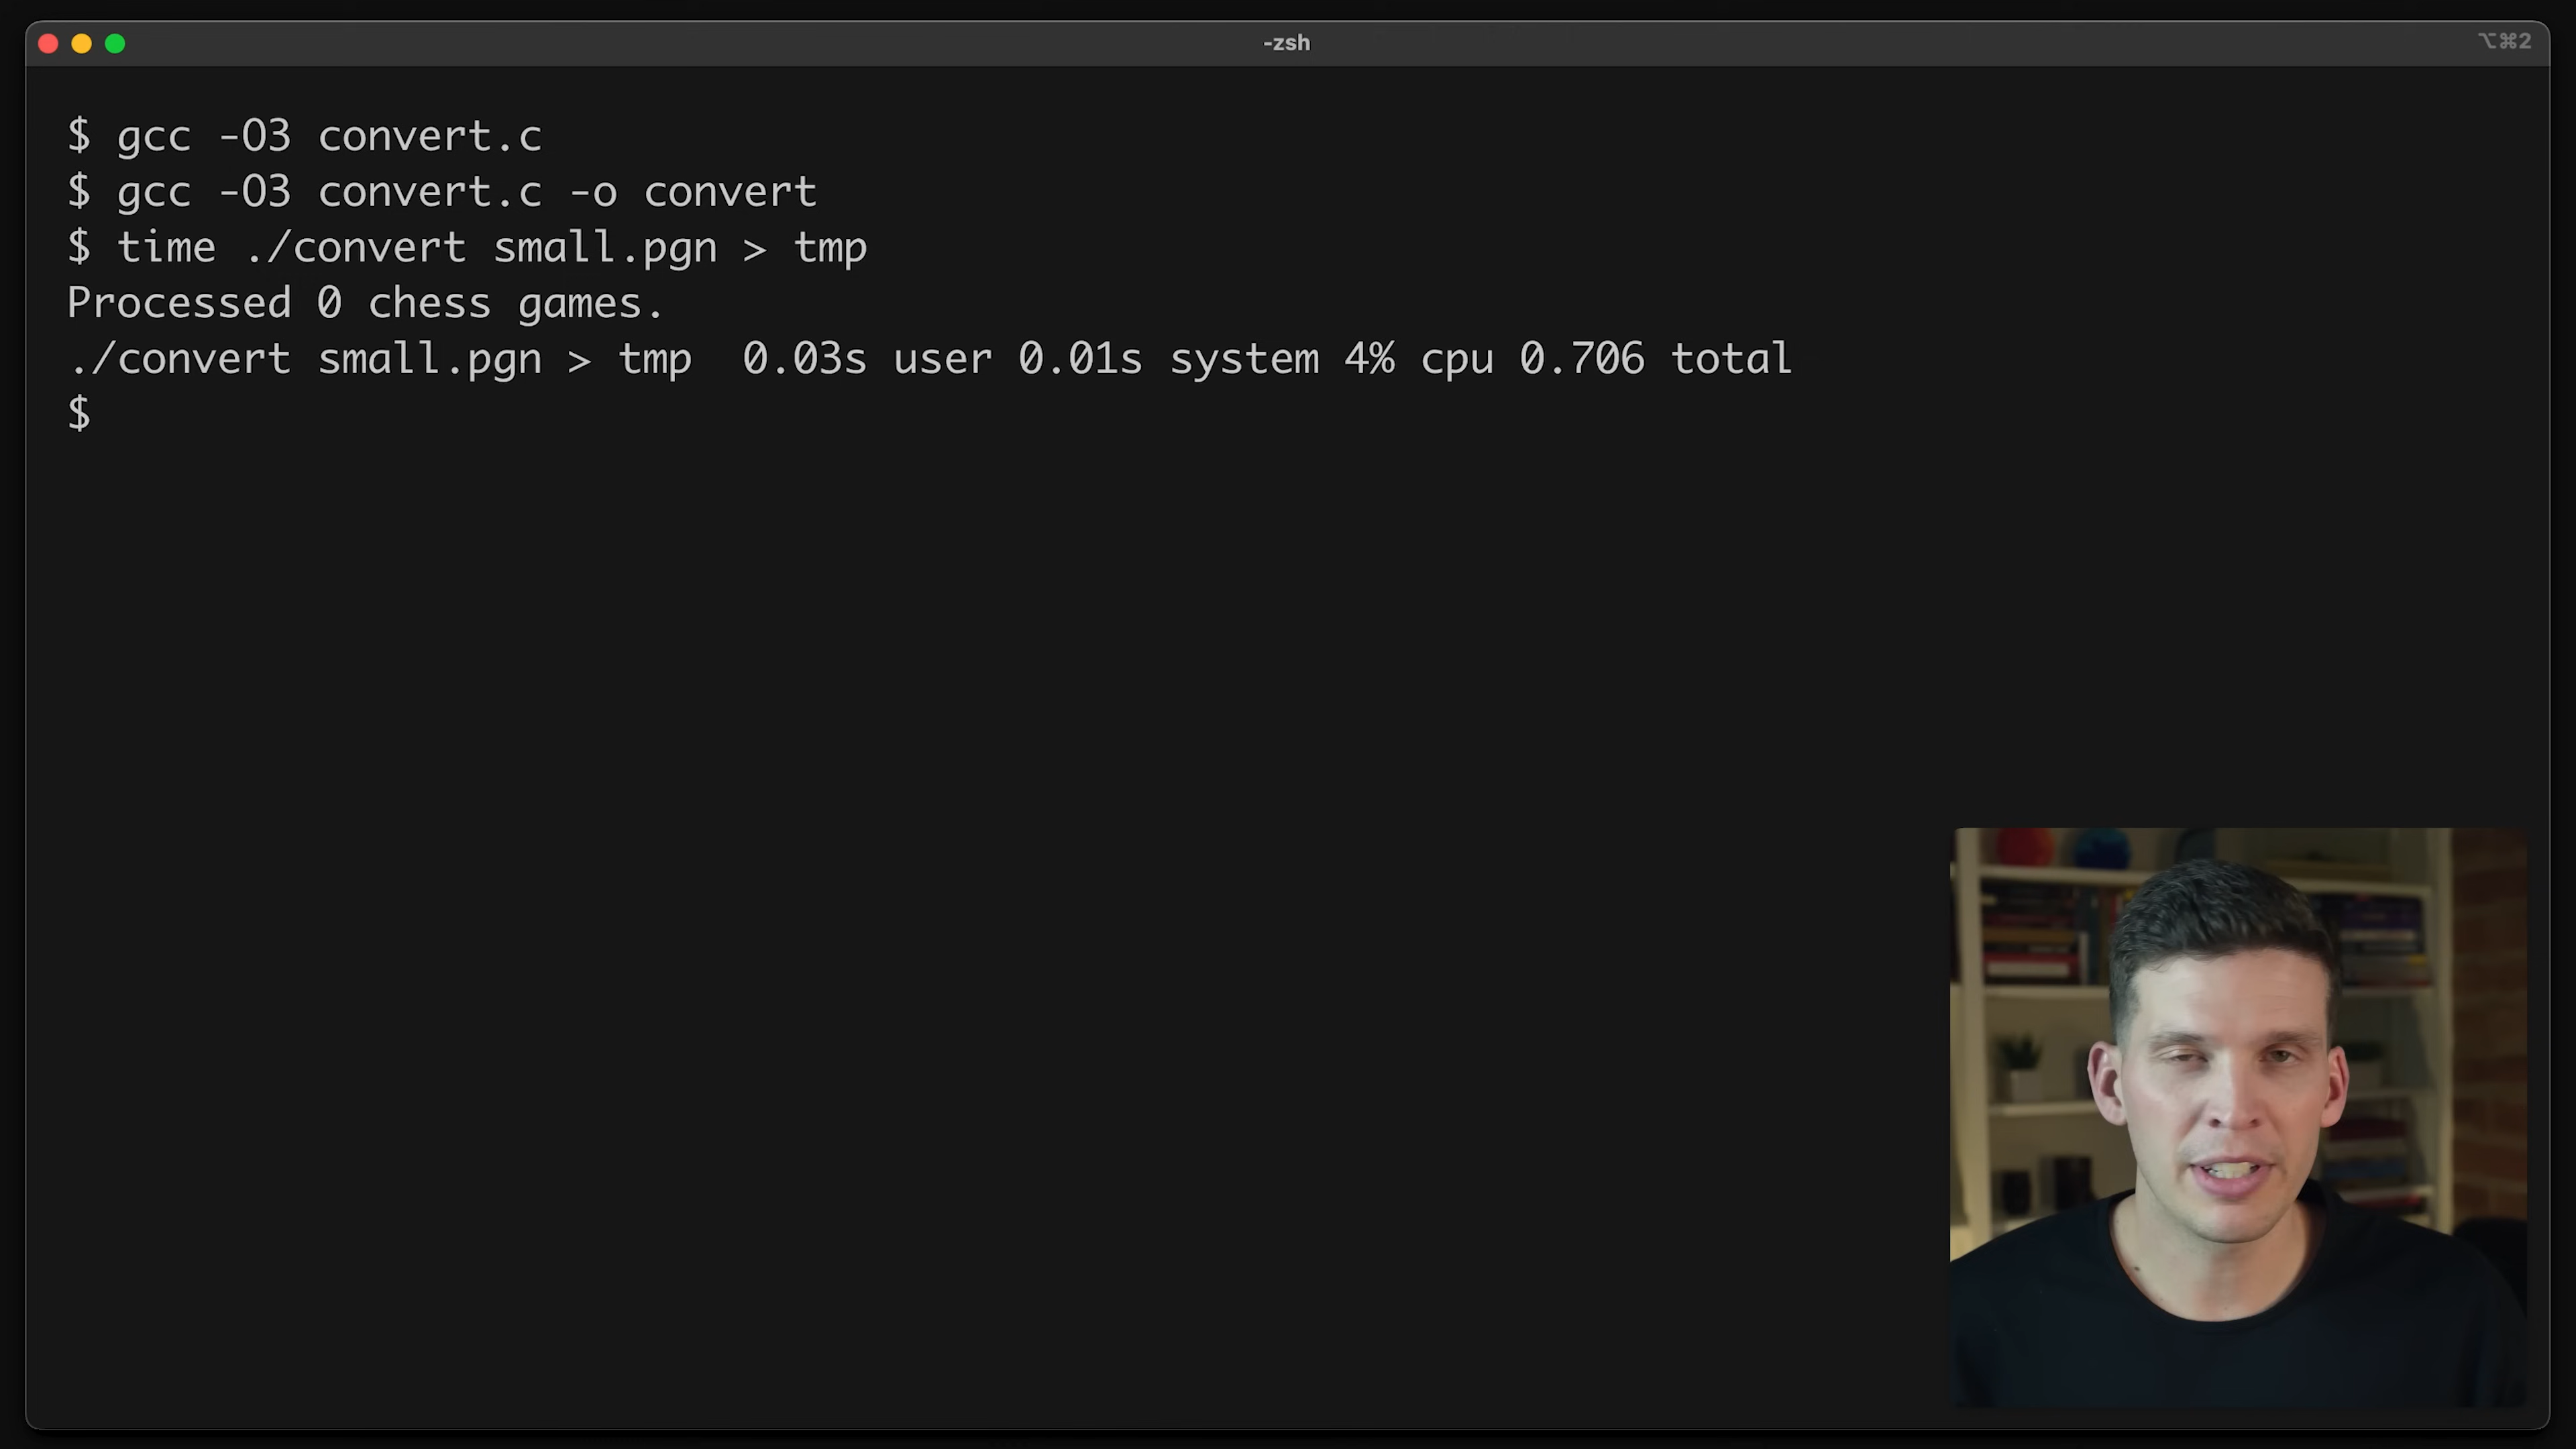 -zsh
⌥⌘2
$ gcc -O3 convert.c
$ gcc -O3 convert.c -o convert
$ time ./convert small.pgn > tmp
Processed 0 chess games.
./convert small.pgn > tmp  0.03s user 0.01s system 4% cpu 0.706 total
$